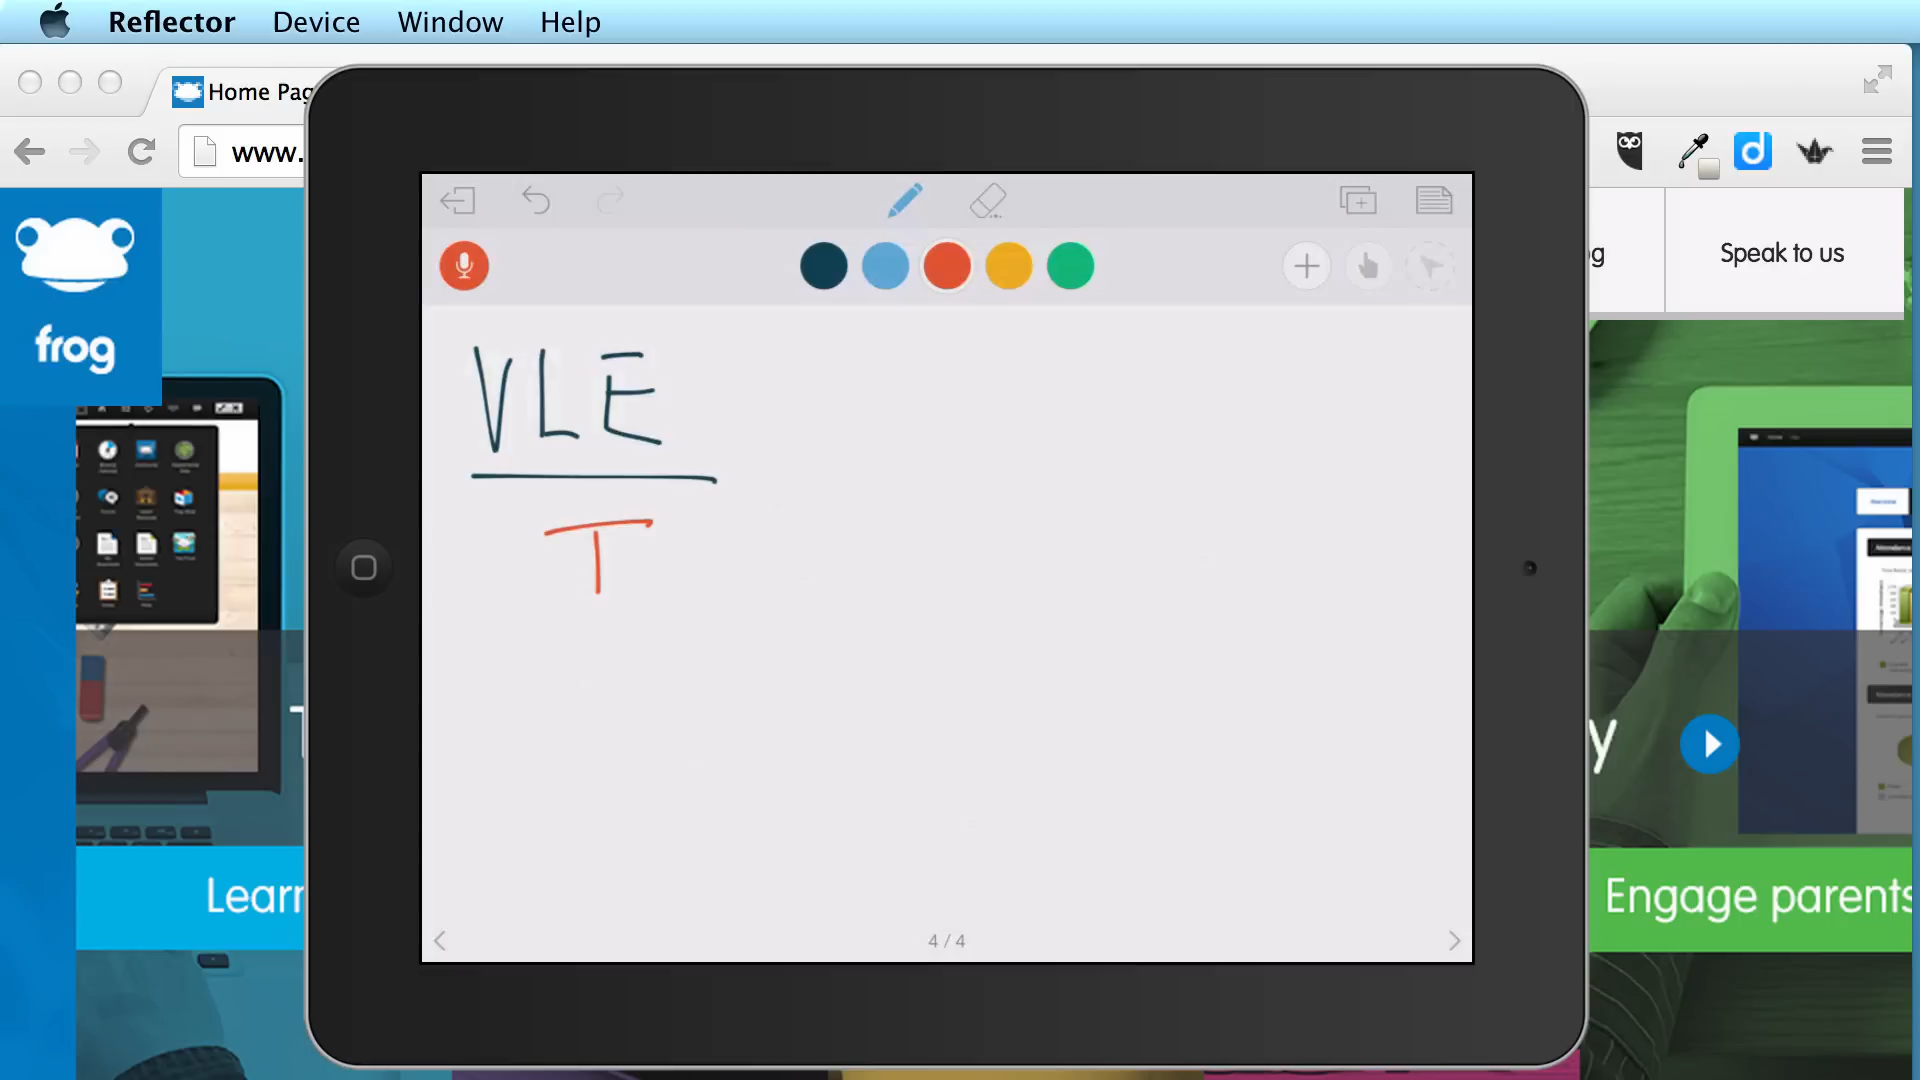 Reflector Device Window Help
Home Pag
www.
Speak to us
frog
VLE
T
y
Learn
Engage parents
4 / 4